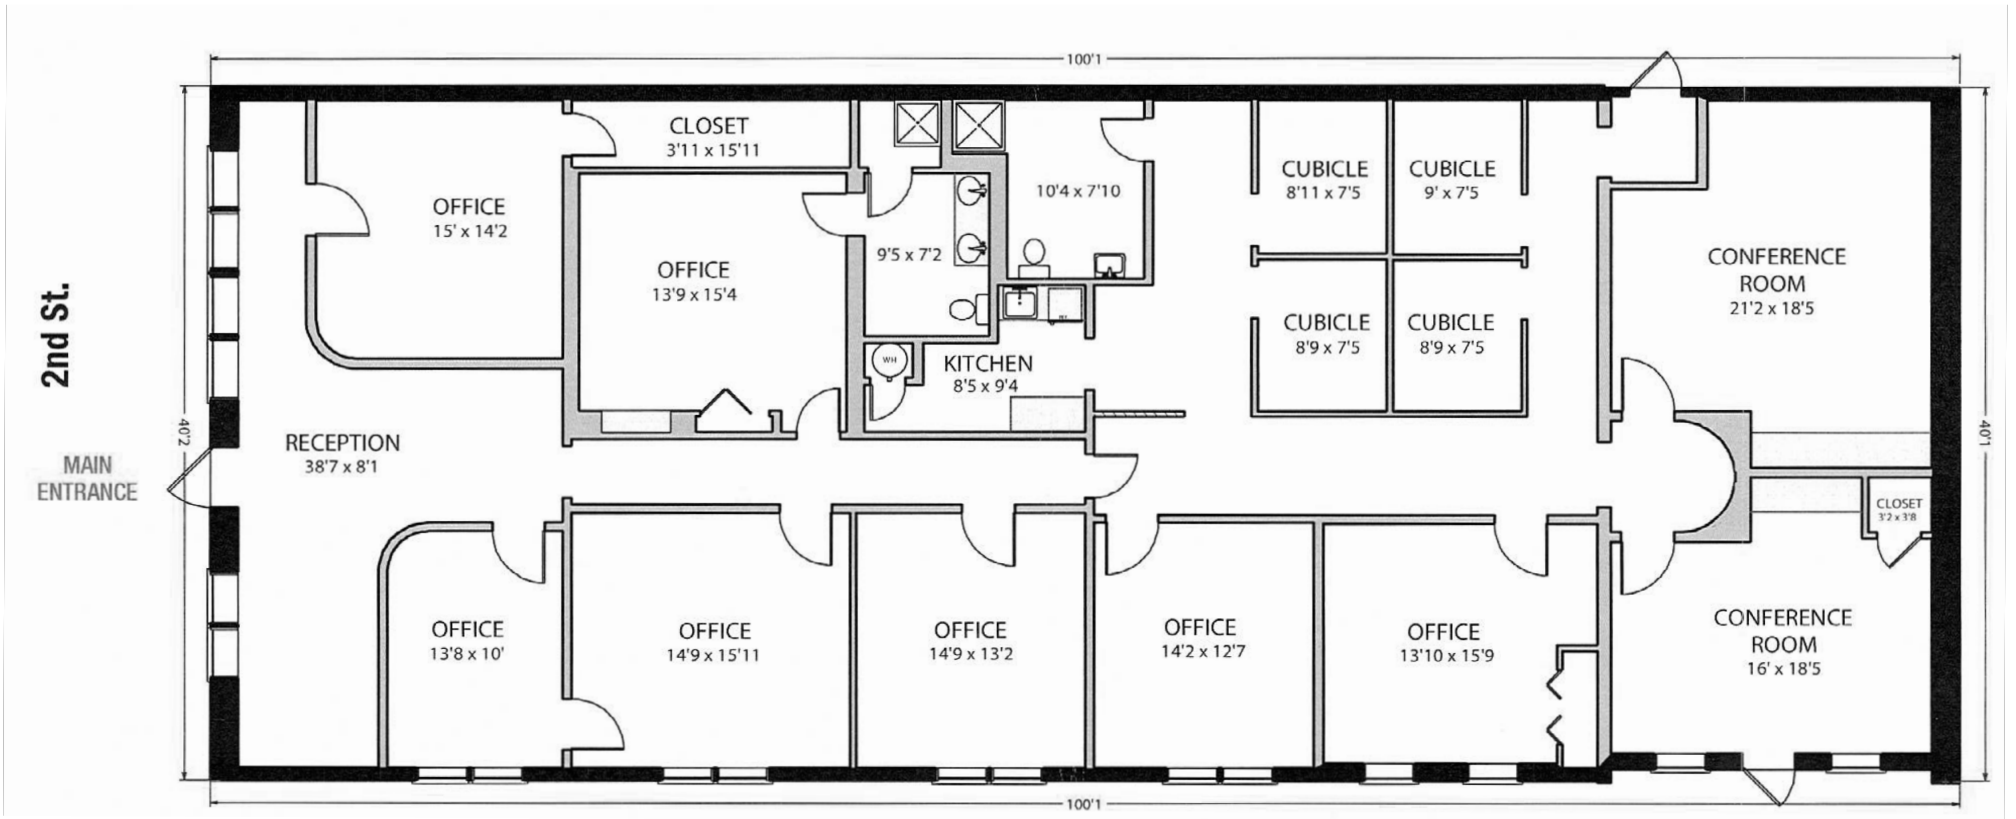 100'1
CLOSET
3'11 x 15'11
OFFICE
15' x 14'2
OFFICE
13'9 x 15'4
9'5 x 7'2
10'4 x 7'10
CUBICLE
8'11 x 7'5
CUBICLE
9' x 7'5
CUBICLE
8'9 x 7'5
CUBICLE
8'9 x 7'5
CONFERENCE
ROOM
21'2 x 18'5
2nd St.
WH
KITCHEN
8'5 x 9'4
40'2
40'1
RECEPTION
38'7 x 8'1
MAIN
ENTRANCE
CLOSET
3'2 x 3'8
OFFICE
13'8 x 10'
OFFICE
14'9 x 15'11
OFFICE
14'9 x 13'2
OFFICE
14'2 x 12'7
OFFICE
13'10 x 15'9
CONFERENCE
ROOM
16' x 18'5
100'1